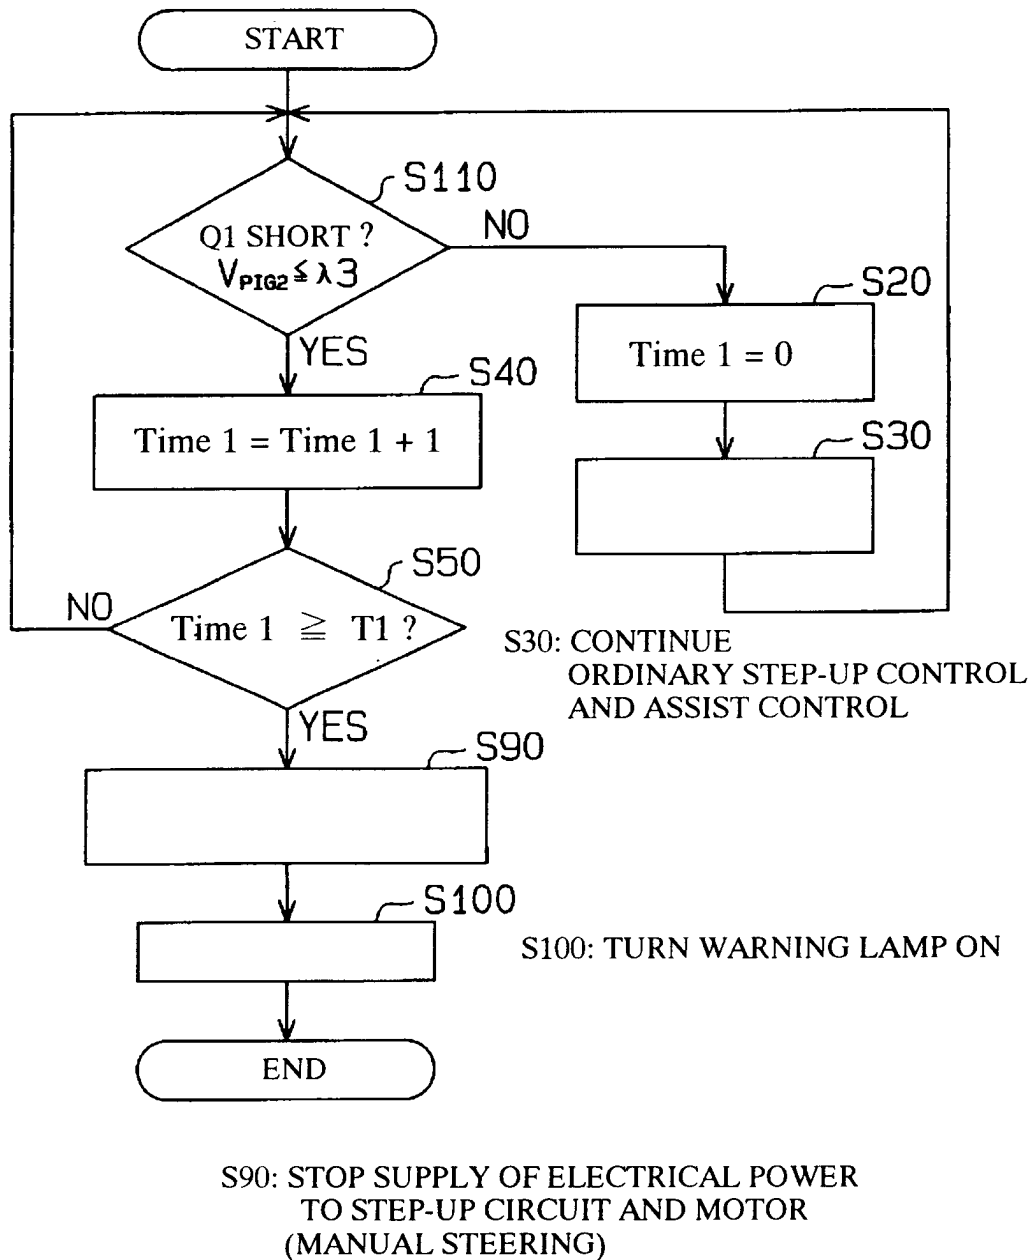 START
S110
Q1 SHORT ?
V_PIG2 ≦ λ3
NO
YES
S20
Time 1 = 0
S40
Time 1 = Time 1 + 1
S30
S50
NO
Time 1 ≧ T1 ?
S30: CONTINUE
ORDINARY STEP-UP CONTROL
AND ASSIST CONTROL
YES
S90
S100
S100: TURN WARNING LAMP ON
END
S90: STOP SUPPLY OF ELECTRICAL POWER
TO STEP-UP CIRCUIT AND MOTOR
(MANUAL STEERING)